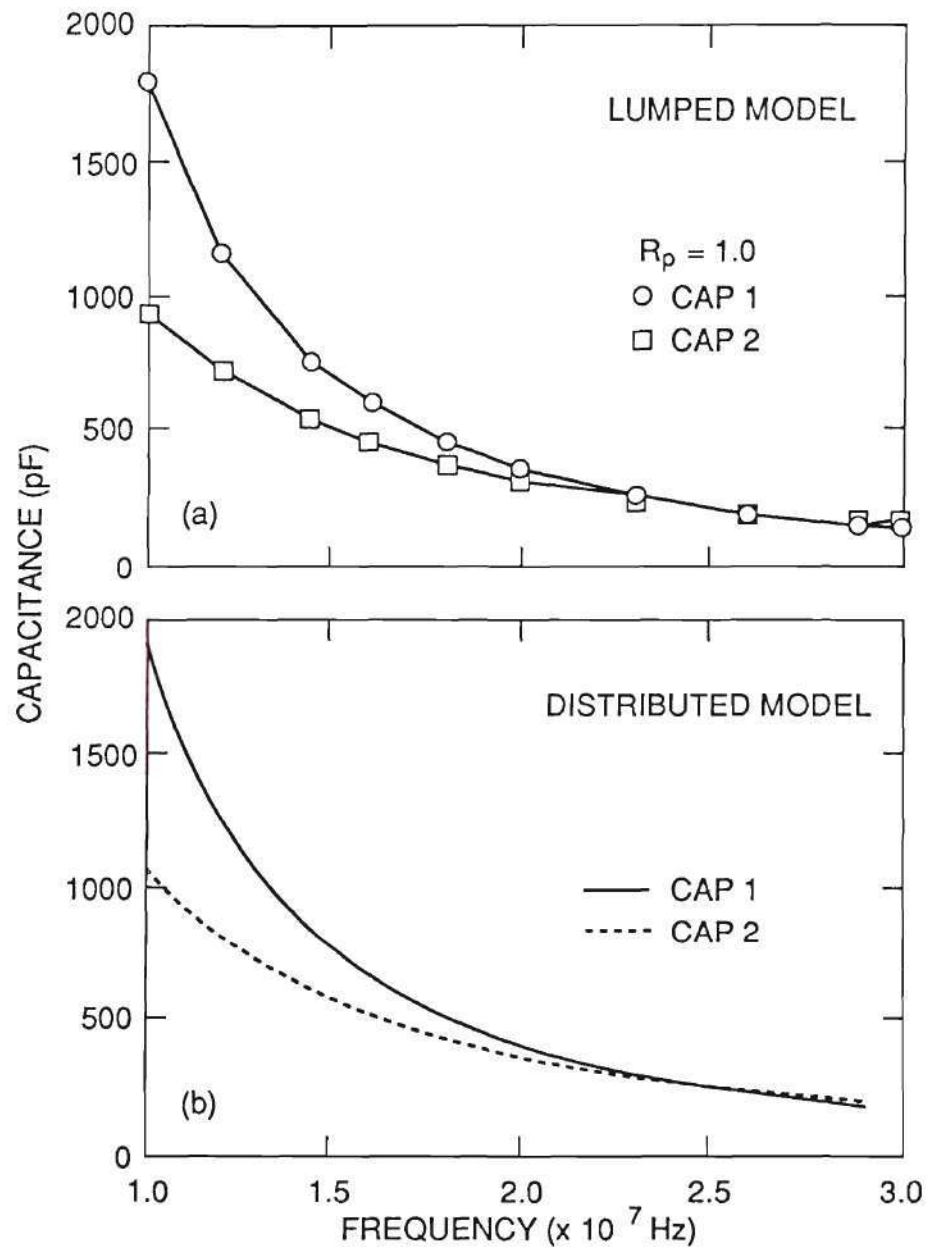 2000
LUMPED MODEL
1500
R_p = 1.0
CAP 1
1000
CAP 2
500
(a)
0
CAPACITANCE (pF)
2000
DISTRIBUTED MODEL
1500
CAP 1
1000
CAP 2
500
(b)
0
1.0 1.5 2.0 2.5 3.0
FREQUENCY (x 10 ⁷ Hz)